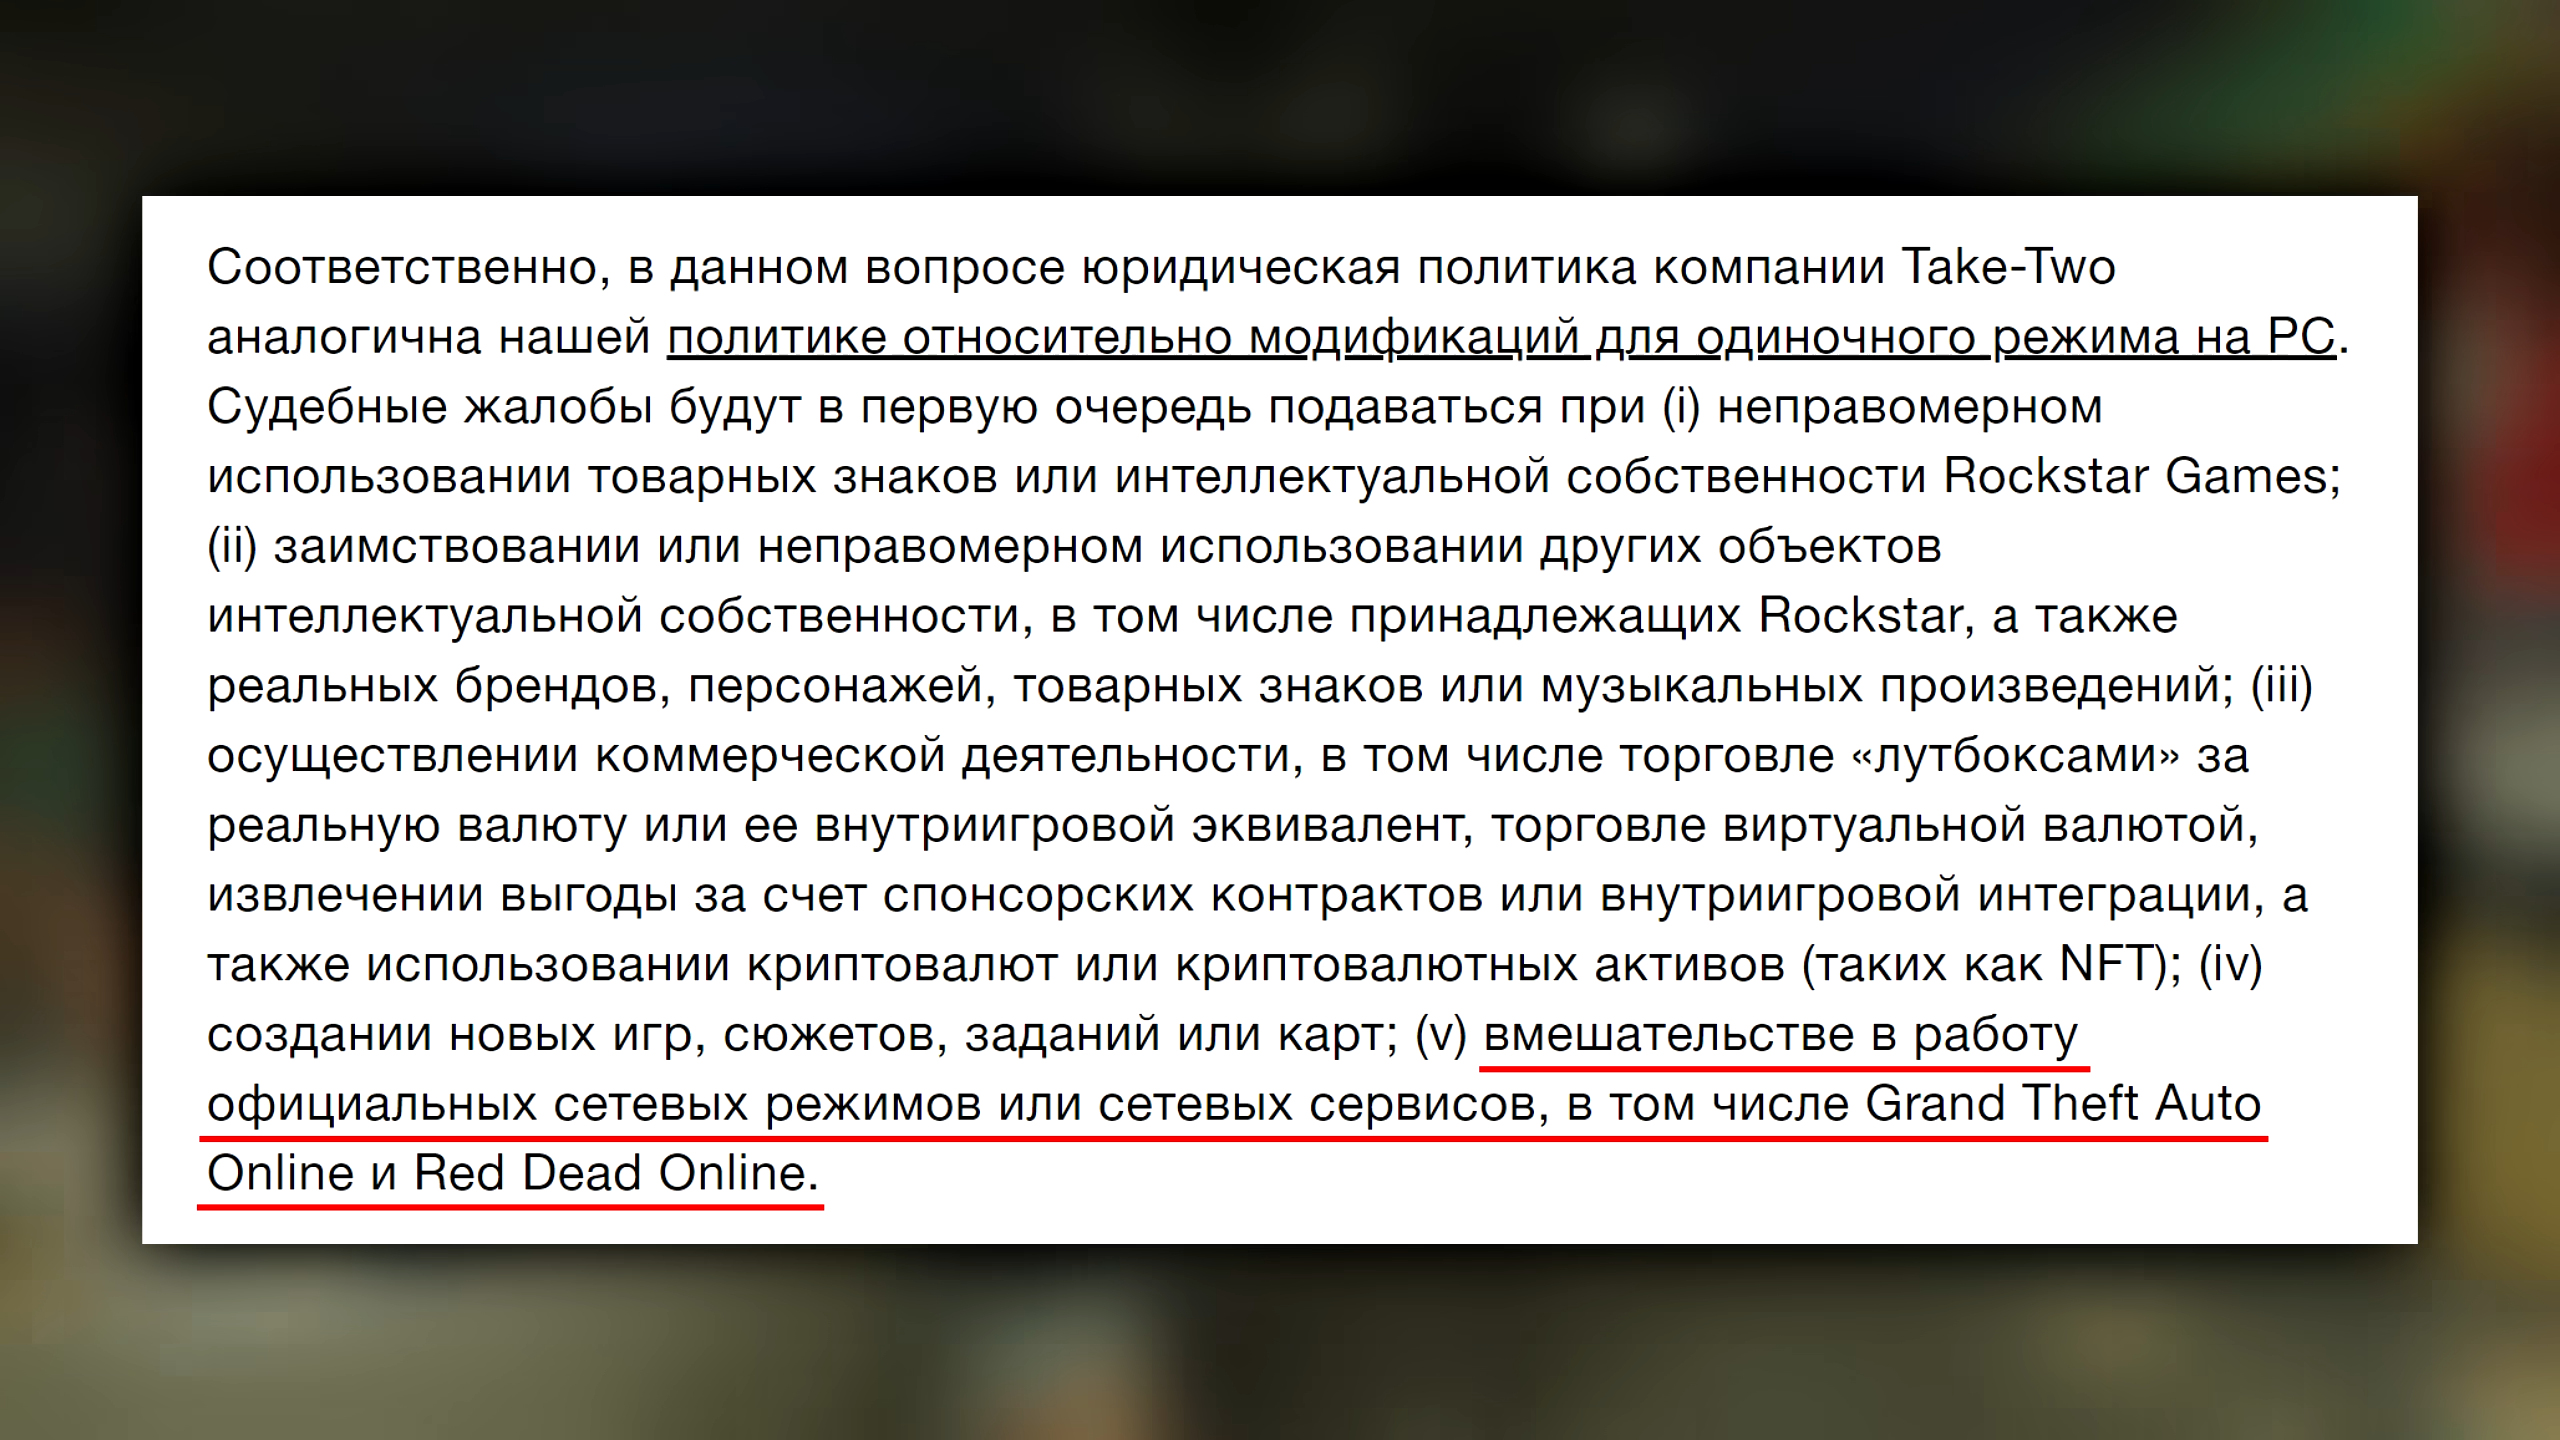 Соответственно, в данном вопросе юридическая политика компании Take-Two
аналогична нашей политике относительно модификаций для одиночного режима на PC.
Судебные жалобы будут в первую очередь подаваться при (i) неправомерном
использовании товарных знаков или интеллектуальной собственности Rockstar Games;
(ii) заимствовании или неправомерном использовании других объектов
интеллектуальной собственности, в том числе принадлежащих Rockstar, а также
реальных брендов, персонажей, товарных знаков или музыкальных произведений; (iii)
осуществлении коммерческой деятельности, в том числе торговле «лутбоксами» за
реальную валюту или ее внутриигровой эквивалент, торговле виртуальной валютой,
извлечении выгоды за счет спонсорских контрактов или внутриигровой интеграции, а
также использовании криптовалют или криптовалютных активов (таких как NFT); (iv)
создании новых игр, сюжетов, заданий или карт; (v) вмешательстве в работу
официальных сетевых режимов или сетевых сервисов, в том числе Grand Theft Auto
Online и Red Dead Online.